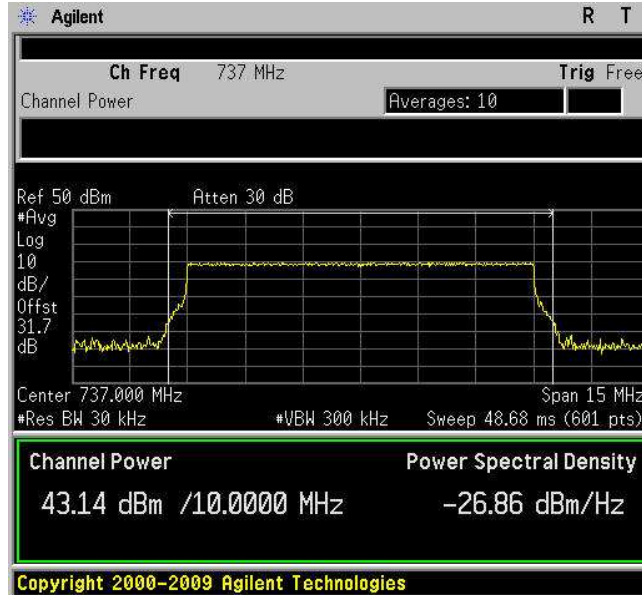 Agilent R T
Ch Freq 737 MHz Trig Free
Channel Power Averages: 10
Ref 50 dBm Atten 30 dB
#Avg
Log
10
dB/
Offst
31.7
dB
Center 737.000 MHz Span 15 MHz
#Res BW 30 kHz #VBW 300 kHz Sweep 48.68 ms (601 pts)
Channel Power Power Spectral Density
43.14 dBm /10.0000 MHz -26.86 dBm/Hz
Copyright 2000-2009 Agilent Technologies